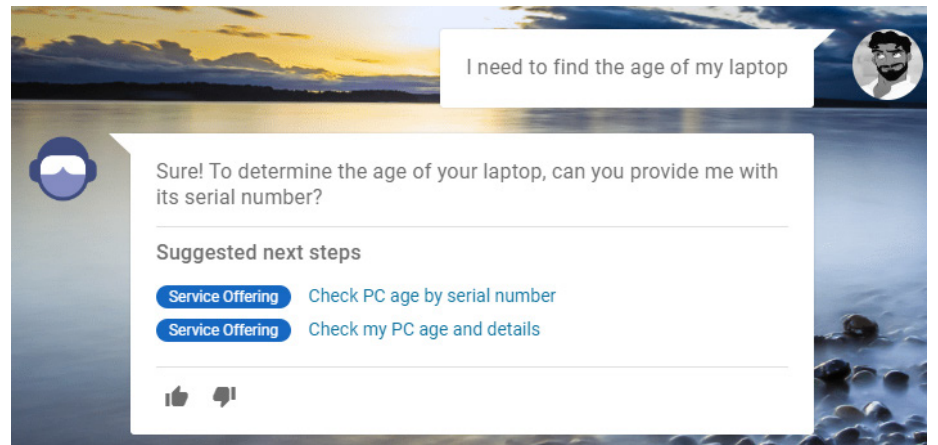 I need to find the age of my laptop
Sure! To determine the age of your laptop, can you provide me with
its serial number?
Suggested next steps
Service Offering Check PC age by serial number
Service Offering Check my PC age and details